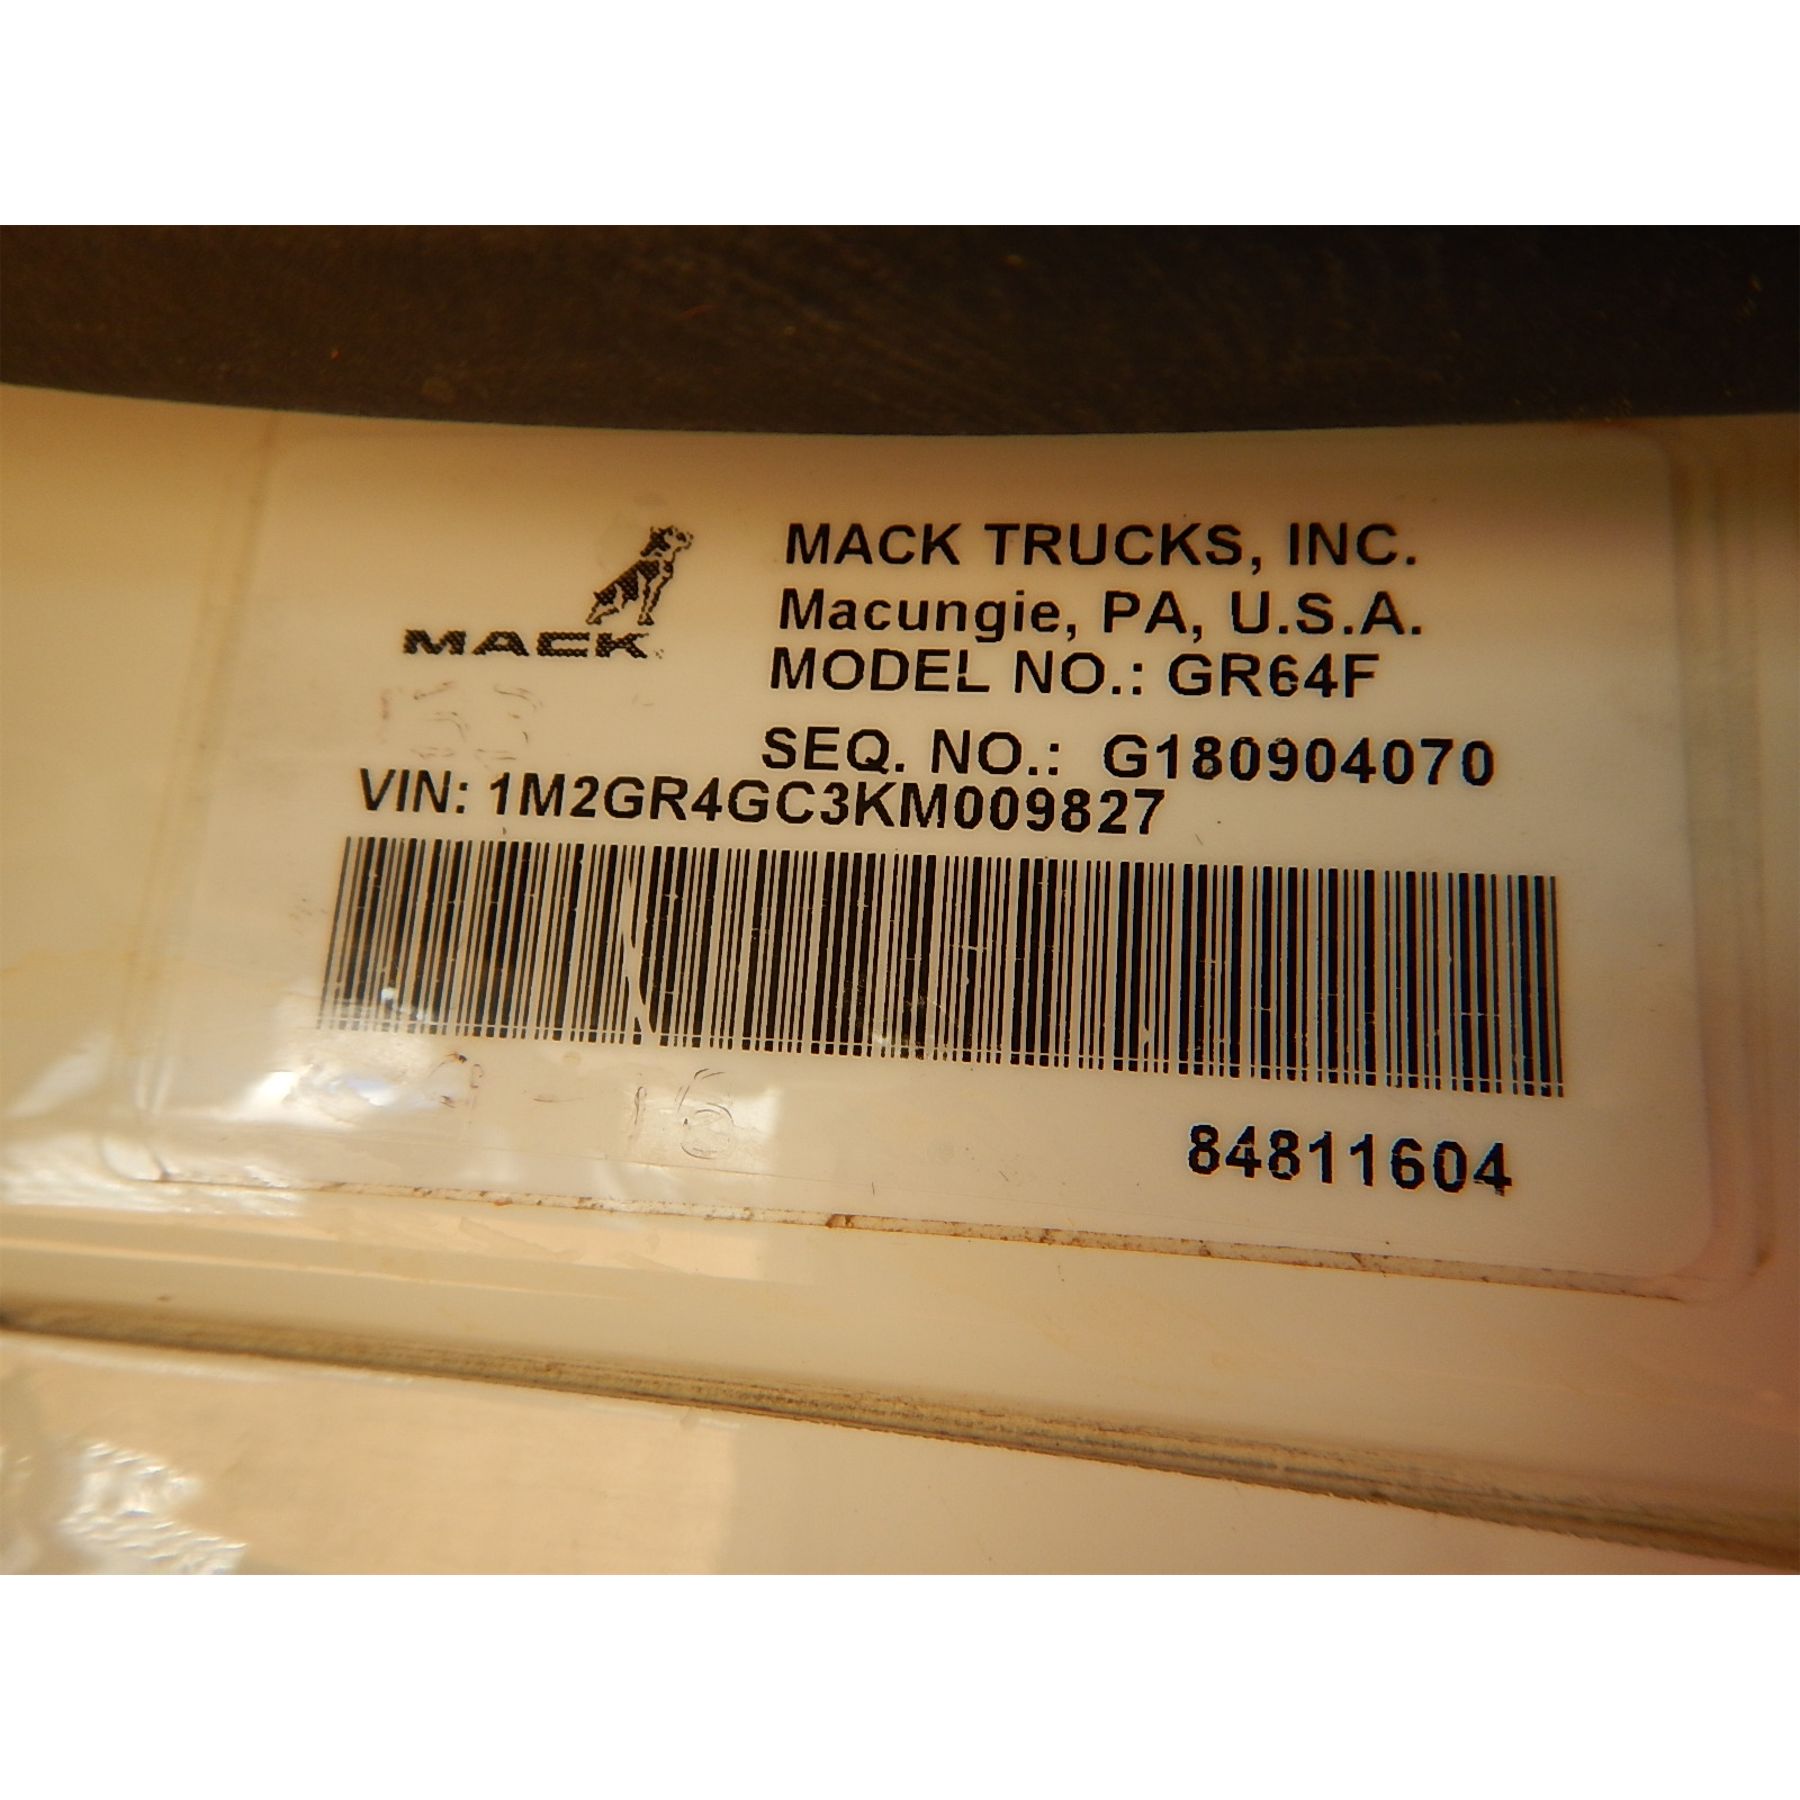 MACK
MACK TRUCKS, INC.
Macungie, PA, U.S.A.
MODEL NO.: GR64F
SEQ. NO.: G180904070
VIN: 1M2GR4GC3KM009827
84811604